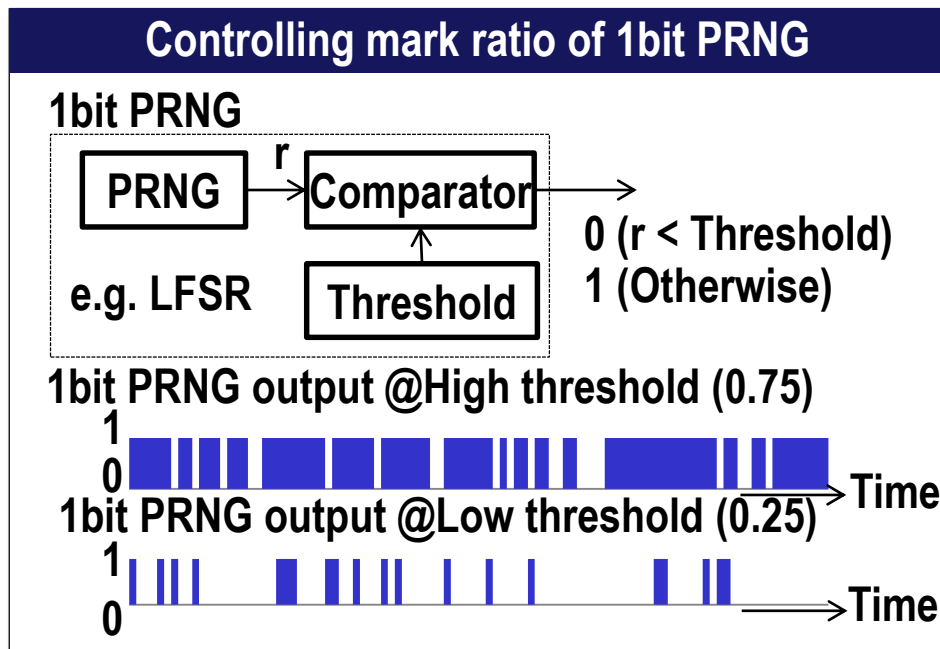 Controlling mark ratio of 1bit PRNG
1bit PRNG
r
PRNG
Comparator
0 (r < Threshold)
1 (Otherwise)
e.g. LFSR
Threshold
1bit PRNG output @High threshold (0.75)
1
0
Time
1bit PRNG output @Low threshold (0.25)
1
0
Time